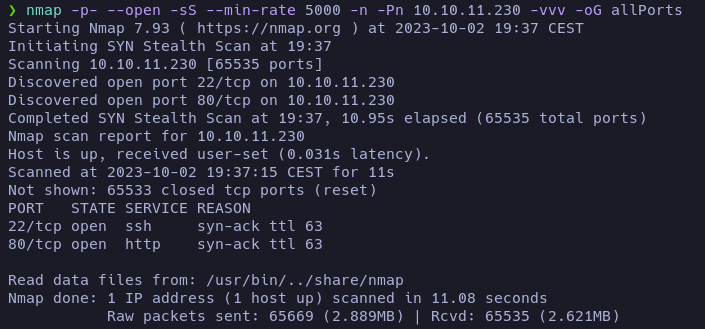 ❯ nmap -p- --open -sS --min-rate 5000 -n -Pn 10.10.11.230 -vvv -oG allPorts
Starting Nmap 7.93 ( https://nmap.org ) at 2023-10-02 19:37 CEST
Initiating SYN Stealth Scan at 19:37
Scanning 10.10.11.230 [65535 ports]
Discovered open port 22/tcp on 10.10.11.230
Discovered open port 80/tcp on 10.10.11.230
Completed SYN Stealth Scan at 19:37, 10.95s elapsed (65535 total ports)
Nmap scan report for 10.10.11.230
Host is up, received user-set (0.031s latency).
Scanned at 2023-10-02 19:37:15 CEST for 11s
Not shown: 65533 closed tcp ports (reset)
PORT   STATE SERVICE REASON
22/tcp open  ssh     syn-ack ttl 63
80/tcp open  http    syn-ack ttl 63

Read data files from: /usr/bin/../share/nmap
Nmap done: 1 IP address (1 host up) scanned in 11.08 seconds
           Raw packets sent: 65669 (2.889MB) | Rcvd: 65535 (2.621MB)